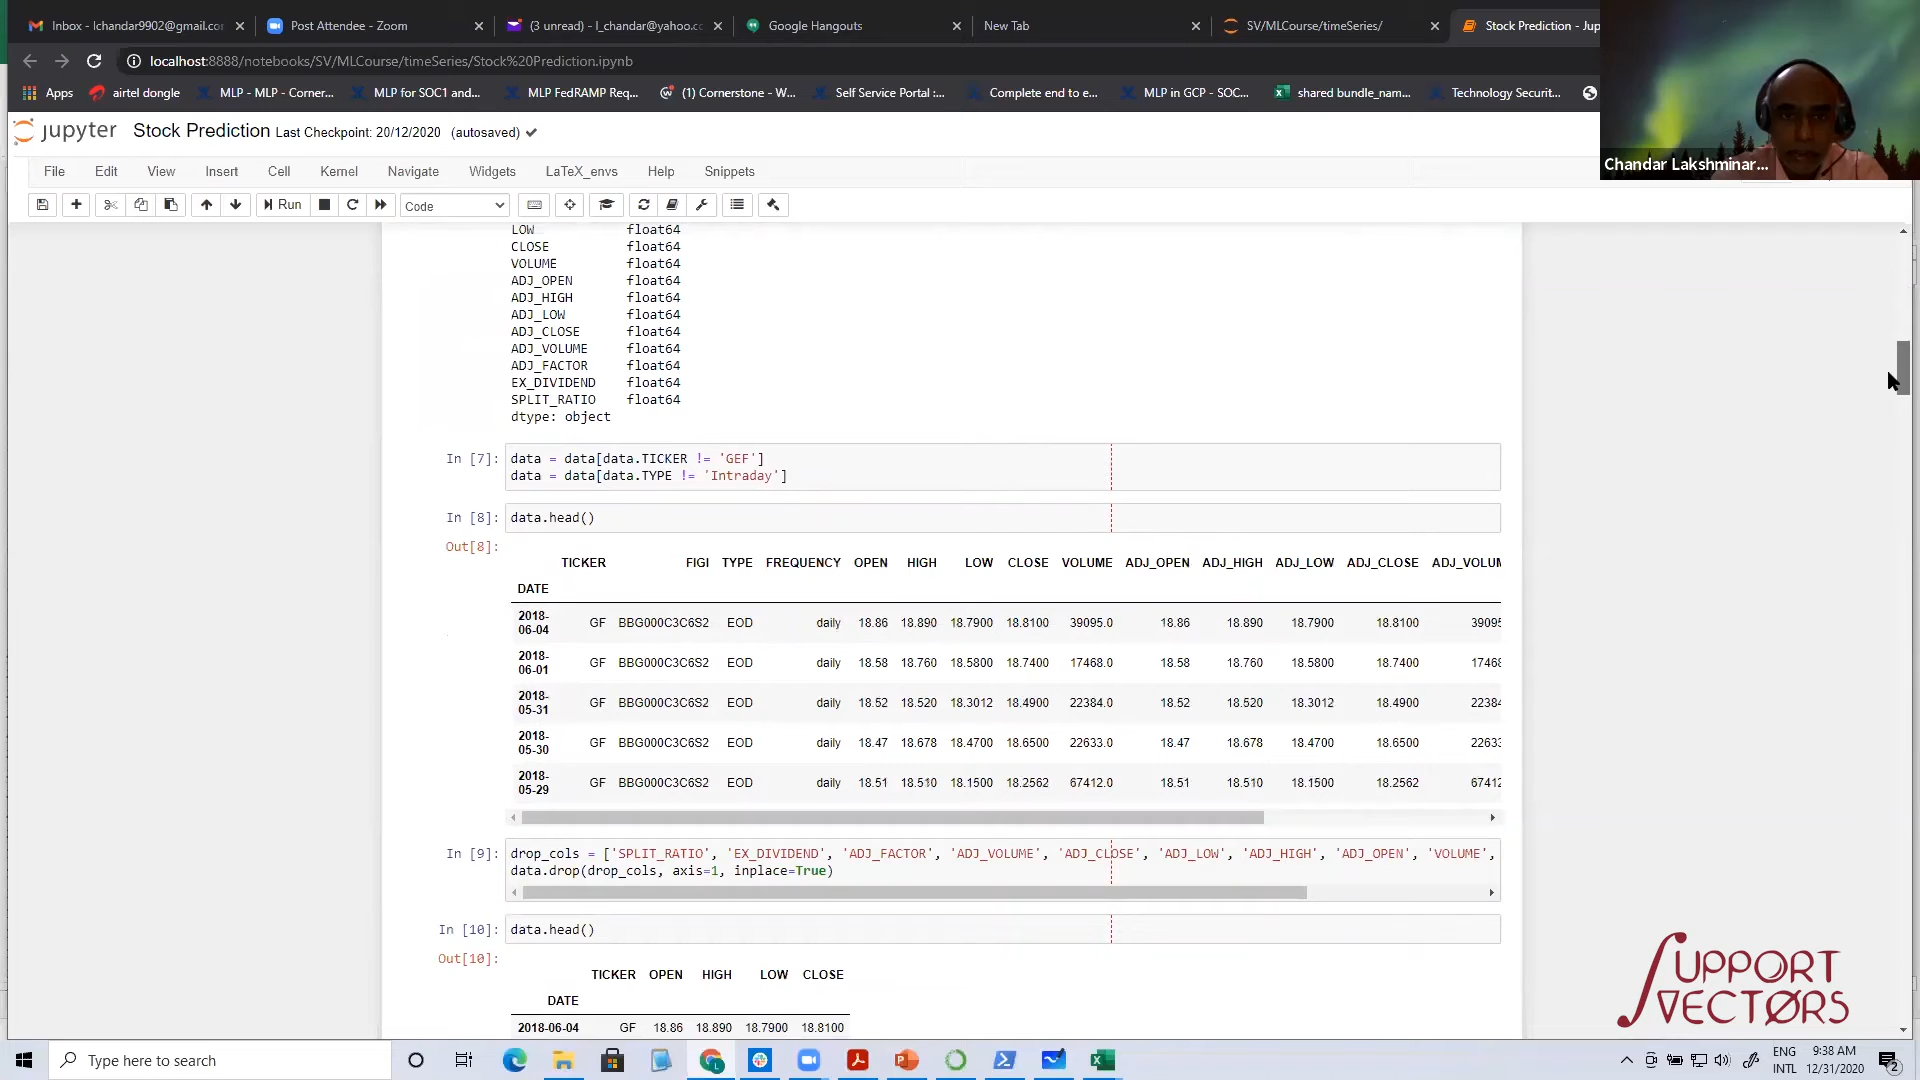 Inbox - lchandar9902@gmail.co
Post Attendee - Zoom
(3 unread) - l_chandar@yahoo.cc
Google Hangouts
New Tab
SV/MLCourse/timeSeries/
Stock Prediction - Jup
localhost:8888/notebooks/SV/MLCourse/timeSeries/Stock%20Prediction.ipynb
Apps
airtel dongle
MLP - MLP - Corner...
MLP for SOC1 and...
MLP FedRAMP Req...
(1) Cornerstone - W...
Self Service Portal :...
Complete end to e...
MLP in GCP - SOC...
shared bundle_nam...
Technology Securit...
Chandar Lakshminar...
jupyter Stock Prediction Last Checkpoint: 20/12/2020 (autosaved)
File Edit View Insert Cell Kernel Navigate Widgets LaTeX_envs Help Snippets
Run Code
LOW float64
CLOSE float64
VOLUME float64
ADJ_OPEN float64
ADJ_HIGH float64
ADJ_LOW float64
ADJ_CLOSE float64
ADJ_VOLUME float64
ADJ_FACTOR float64
EX_DIVIDEND float64
SPLIT_RATIO float64
dtype: object
In [7]: data = data[data.TICKER != 'GEF']
data = data[data.TYPE != 'Intraday']
In [8]: data.head()
Out[8]:
TICKER FIGI TYPE FREQUENCY OPEN HIGH LOW CLOSE VOLUME ADJ_OPEN ADJ_HIGH ADJ_LOW ADJ_CLOSE ADJ_VOLUM
DATE
2018-06-04 GF BBG000C3C6S2 EOD daily 18.86 18.890 18.7900 18.8100 39095.0 18.86 18.890 18.7900 18.8100 39095
2018-06-01 GF BBG000C3C6S2 EOD daily 18.58 18.760 18.5800 18.7400 17468.0 18.58 18.760 18.5800 18.7400 17468
2018-05-31 GF BBG000C3C6S2 EOD daily 18.52 18.520 18.3012 18.4900 22384.0 18.52 18.520 18.3012 18.4900 22384
2018-05-30 GF BBG000C3C6S2 EOD daily 18.47 18.678 18.4700 18.6500 22633.0 18.47 18.678 18.4700 18.6500 22633
2018-05-29 GF BBG000C3C6S2 EOD daily 18.51 18.510 18.1500 18.2562 67412.0 18.51 18.510 18.1500 18.2562 67412
In [9]: drop_cols = ['SPLIT_RATIO', 'EX_DIVIDEND', 'ADJ_FACTOR', 'ADJ_VOLUME', 'ADJ_CLOSE', 'ADJ_LOW', 'ADJ_HIGH', 'ADJ_OPEN', 'VOLUME',
data.drop(drop_cols, axis=1, inplace=True)
In [10]: data.head()
Out[10]:
TICKER OPEN HIGH LOW CLOSE
DATE
2018-06-04 GF 18.86 18.890 18.7900 18.8100
SUPPORT
VECTORS
Type here to search
ENG
INTL
9:38 AM
12/31/2020
2